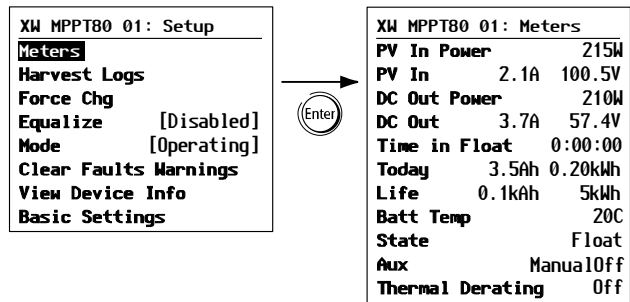 XW MPPT80 01: Setup
Meters
Harvest Logs
Force Chg
Equalize [Disabled]
Mode [Operating]
Clear Faults Warnings
View Device Info
Basic Settings
Enter
XW MPPT80 01: Meters
PV In Power 215W
PV In 2.1A 100.5V
DC Out Power 210W
DC Out 3.7A 57.4V
Time in Float 0:00:00
Today 3.5Ah 0.20kWh
Life 0.1kAh 5kWh
Batt Temp 20C
State Float
Aux ManualOff
Thermal Derating Off